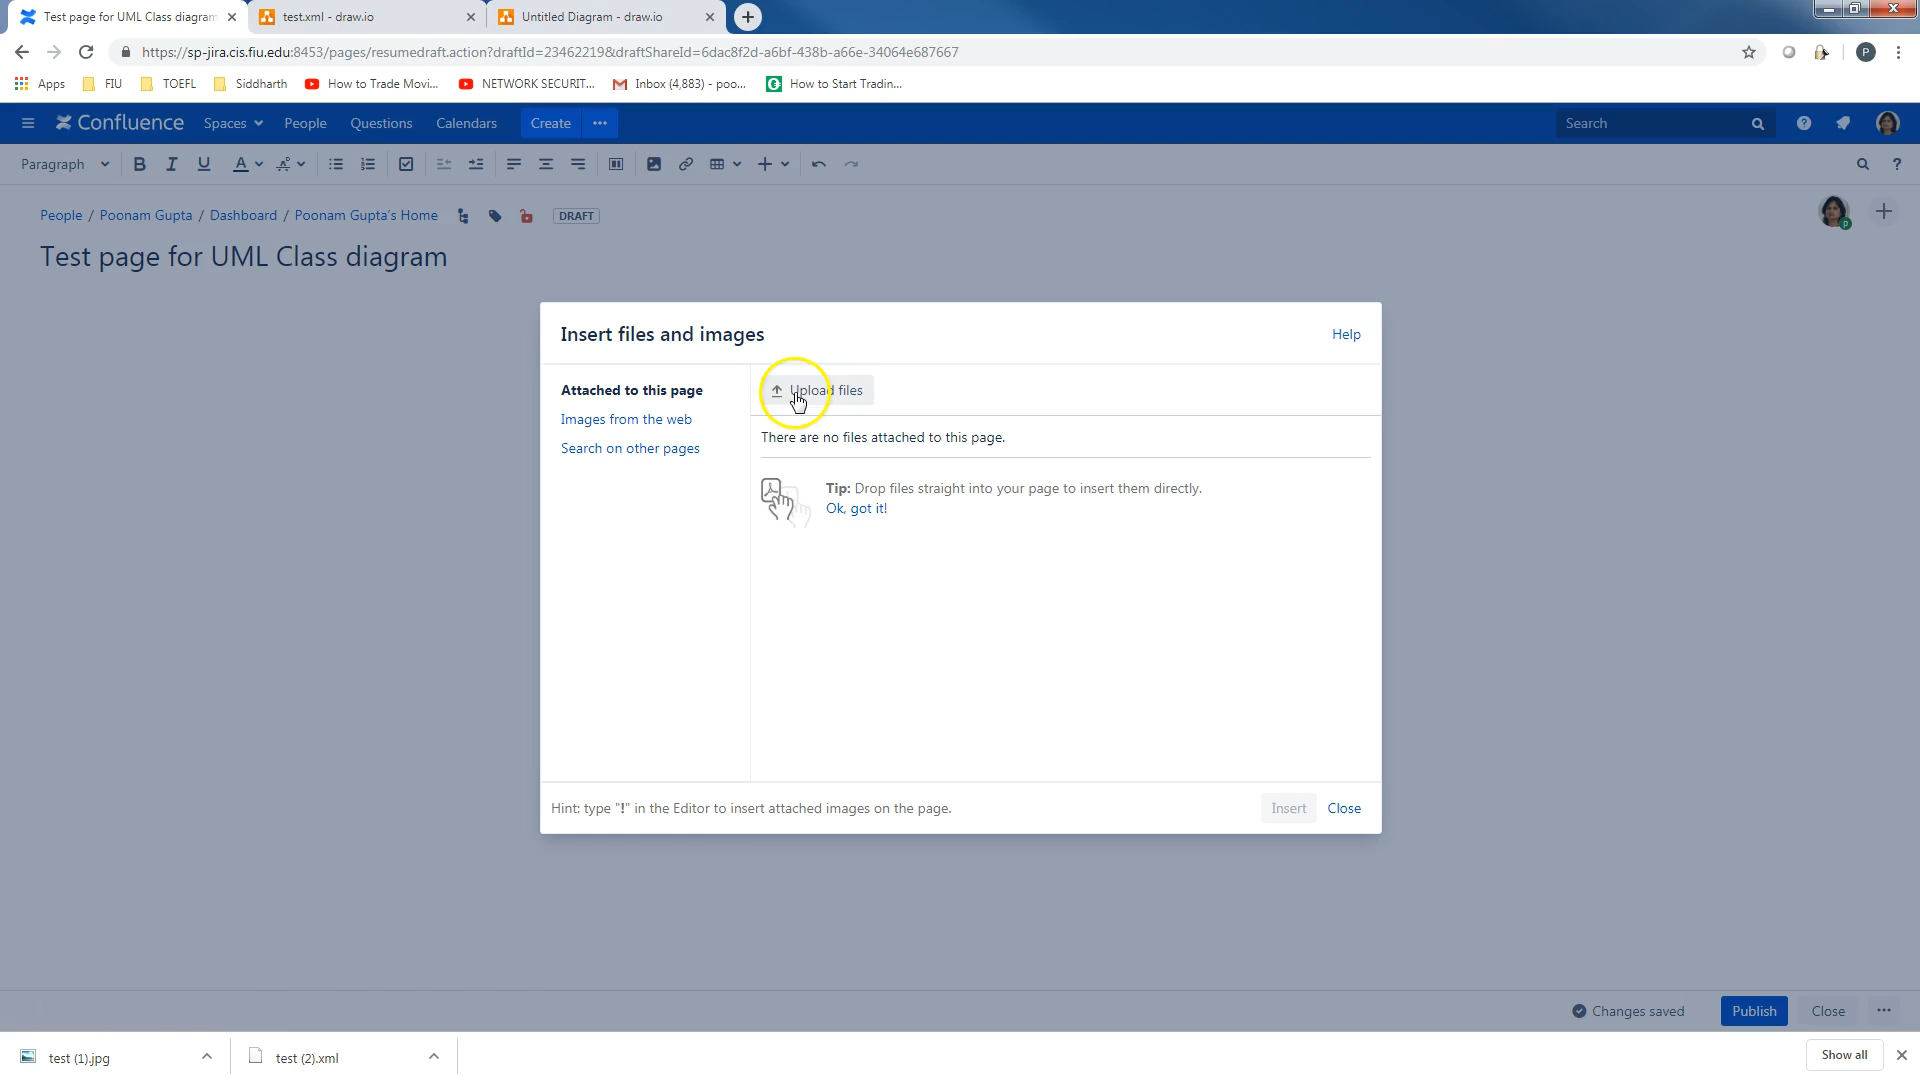 Test page for UML Class diagram
test.xml - draw.io
Untitled Diagram - draw.io
https://sp-jira.cis.fiu.edu:8453/pages/resumedraft.action?draftId=23462219&draftShareId=6dac8f2d-a6bf-438b-a66e-34064e687667
P
Apps
FIU
TOEFL
Siddharth
How to Trade Movi...
NETWORK SECURIT...
Inbox (4,883) - poo...
How to Start Tradin...
Confluence
Spaces
People
Questions
Calendars
Create
Search
Paragraph
B I U A
People / Poonam Gupta / Dashboard / Poonam Gupta's Home
DRAFT
P
Test page for UML Class diagram
Insert files and images
Help
Attached to this page
Images from the web
Search on other pages
Upload files
There are no files attached to this page.
Tip: Drop files straight into your page to insert them directly.
Ok, got it!
Hint: type "!" in the Editor to insert attached images on the page.
Insert
Close
Changes saved
Publish
Close
test (1).jpg
test (2).xml
Show all